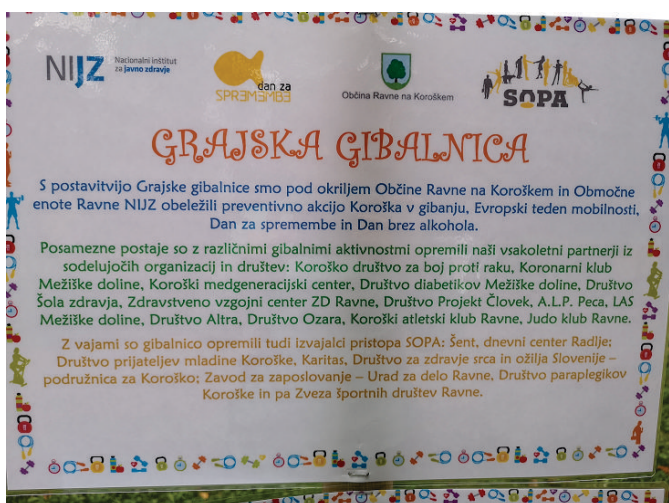 NIJZ Nacionalni inštitut
za javno zdravje
dan za
SPREMEMBE
Občina Ravne na Koroškem
SOPA
GRAJSKA GIBALNICA
S postavitvijo Grajske gibalnice smo pod okriljem Občine Ravne na Koroškem in Območne
enote Ravne NIJZ obeležili preventivno akcijo Koroška v gibanju, Evropski teden mobilnosti,
Dan za spremembe in Dan brez alkohola.
Posamezne postaje so z različnimi gibalnimi aktivnostmi opremili naši vsakoletni partnerji iz
sodelujočih organizacij in društev: Koroško društvo za boj proti raku, Koronarni klub
Mežiške doline, Koroški medgeneracijski center, Društvo diabetikov Mežiške doline, Društvo
Šola zdravja, Zdravstveno vzgojni center ZD Ravne, Društvo Projekt Človek, A.L.P. Peca, LAS
Mežiške doline, Društvo Altra, Društvo Ozara, Koroški atletski klub Ravne, Judo klub Ravne.
Z vajami so gibalnico opremili tudi izvajalci pristopa SOPA: Šent, dnevni center Radlje;
Društvo prijateljev mladine Koroške, Karitas, Društvo za zdravje srca in ožilja Slovenije –
podružnica za Koroško; Zavod za zaposlovanje – Urad za delo Ravne, Društvo paraplegikov
Koroške in pa Zveza športnih društev Ravne.